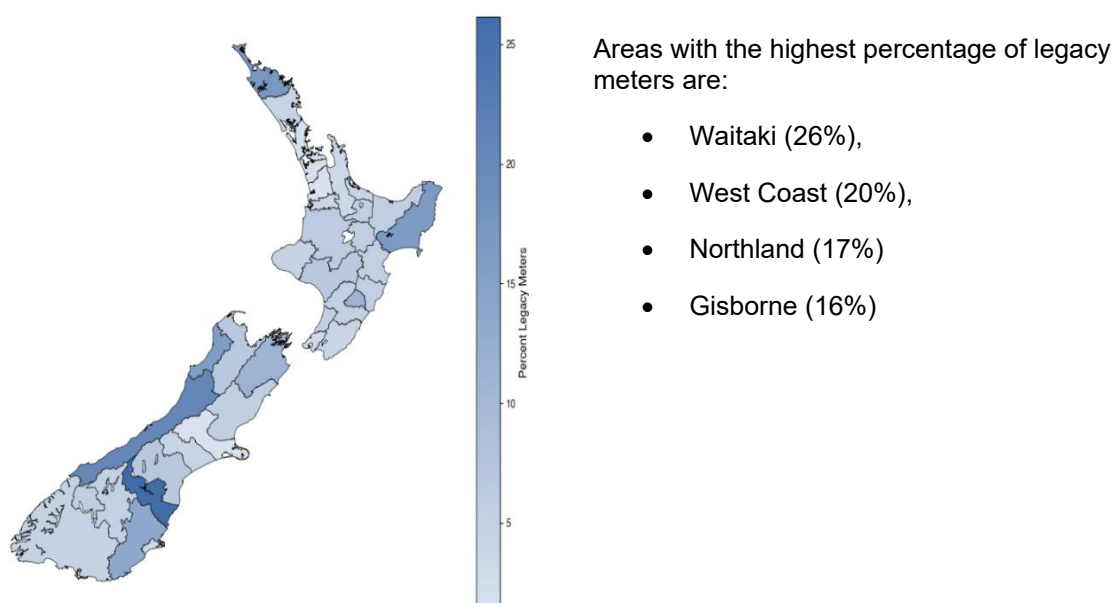 25
20
15
10
5
Percent Legacy Meters
Areas with the highest percentage of legacy
meters are:
• Waitaki (26%),
• West Coast (20%),
• Northland (17%)
• Gisborne (16%)